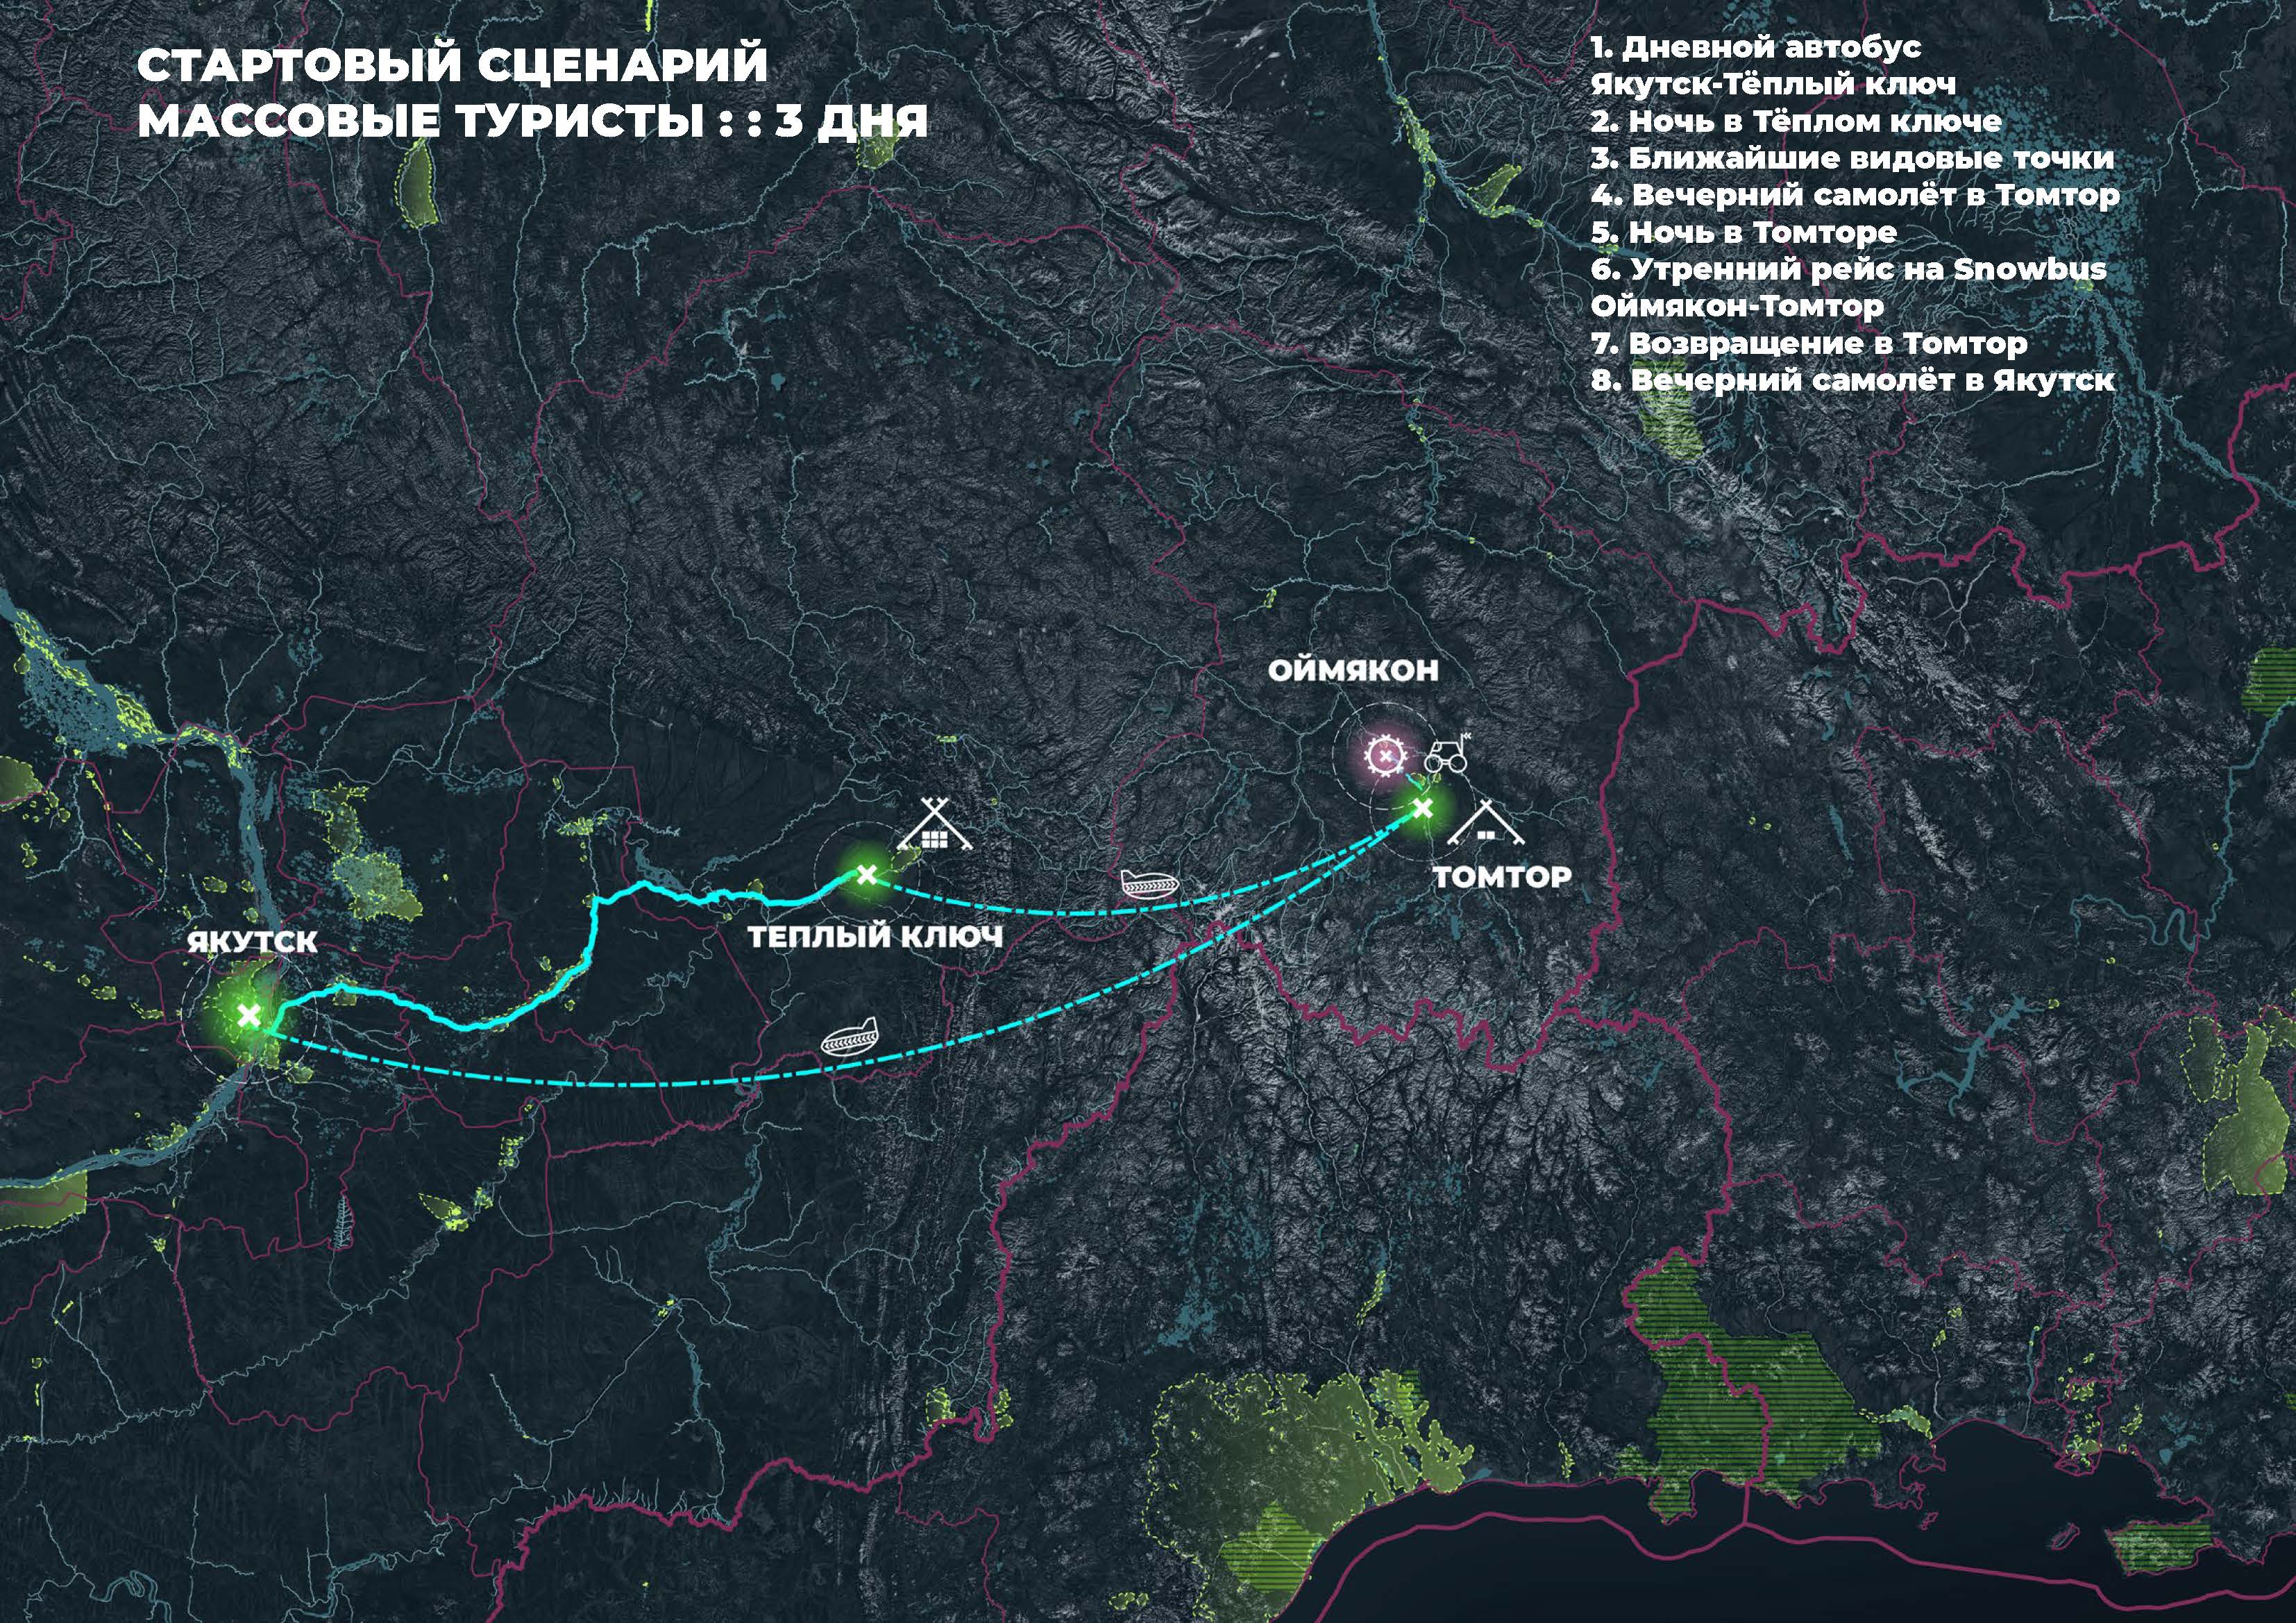 СТАРТОВЫЙ СЦЕНАРИЙ
МАССОВЫЕ ТУРИСТЫ : : 3 ДНЯ
1. Дневной автобус
Якутск-Тёплый ключ
2. Ночь в Тёплом ключе
3. Ближайшие видовые точки
4. Вечерний самолёт в Томтор
5. Ночь в Томторе
6. Утренний рейс на Snowbus
Оймякон-Томтор
7. Возвращение в Томтор
8. Вечерний самолёт в Якутск
ОЙМЯКОН
ТОМТОР
ТЕПЛЫЙ КЛЮЧ
ЯКУТСК